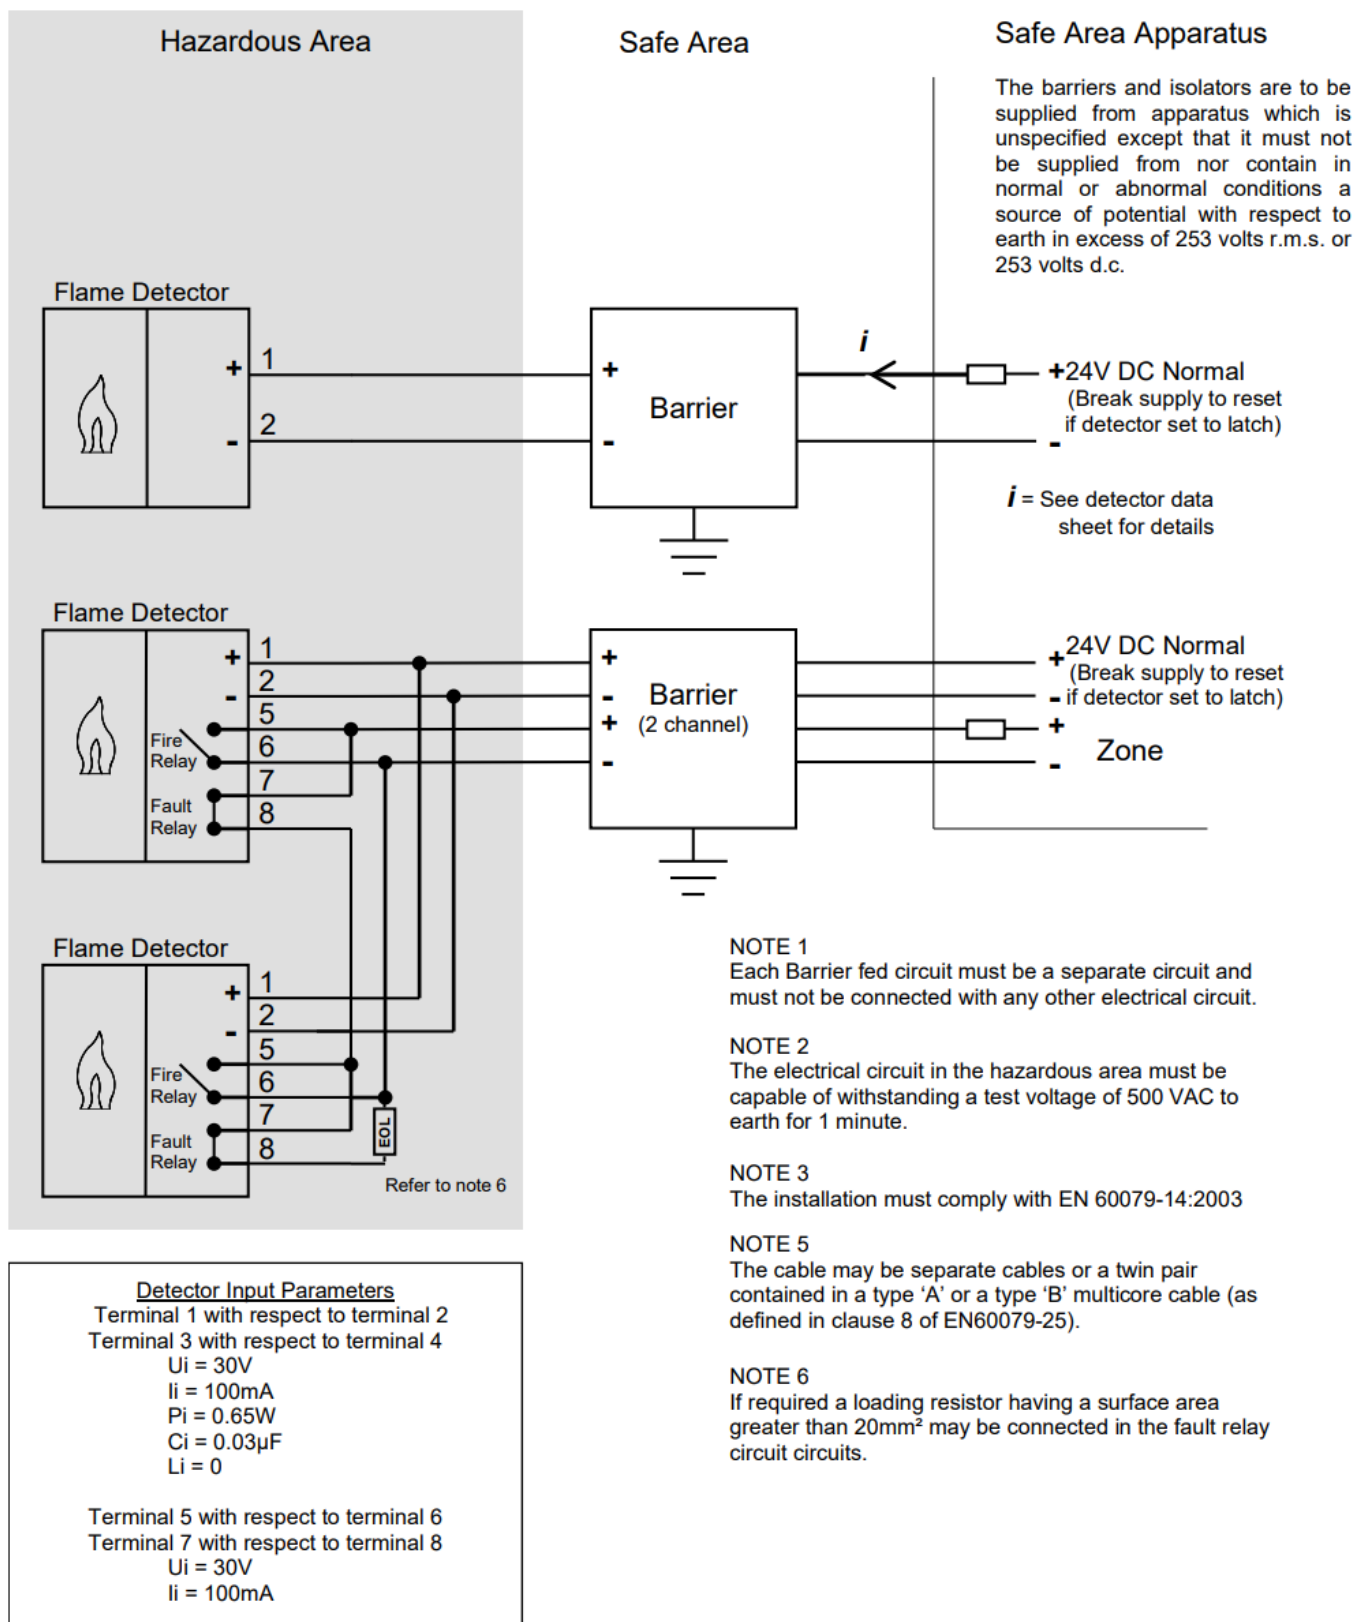 Hazardous Area
Safe Area
Safe Area Apparatus
The barriers and isolators are to be
supplied from apparatus which is
unspecified except that it must not
be supplied from nor contain in
normal or abnormal conditions a
source of potential with respect to
earth in excess of 253 volts r.m.s. or
253 volts d.c.
Flame Detector
+ 1
- 2
+
-
Barrier
i
+24V DC Normal
(Break supply to reset
if detector set to latch)
-
i = See detector data
sheet for details
Flame Detector
+ 1
- 2
5
Fire
Relay
6
7
Fault
Relay
8
+
-
+
-
Barrier
(2 channel)
+24V DC Normal
(Break supply to reset
- if detector set to latch)
+
-
Zone
Flame Detector
+ 1
- 2
5
Fire
Relay
6
7
Fault
Relay
8
EOL
Refer to note 6
NOTE 1
Each Barrier fed circuit must be a separate circuit and
must not be connected with any other electrical circuit.
NOTE 2
The electrical circuit in the hazardous area must be
capable of withstanding a test voltage of 500 VAC to
earth for 1 minute.
NOTE 3
The installation must comply with EN 60079-14:2003
NOTE 5
The cable may be separate cables or a twin pair
contained in a type ‘A’ or a type ‘B’ multicore cable (as
defined in clause 8 of EN60079-25).
NOTE 6
If required a loading resistor having a surface area
greater than 20mm² may be connected in the fault relay
circuit circuits.
Detector Input Parameters
Terminal 1 with respect to terminal 2
Terminal 3 with respect to terminal 4
Ui = 30V
Ii = 100mA
Pi = 0.65W
Ci = 0.03µF
Li = 0
Terminal 5 with respect to terminal 6
Terminal 7 with respect to terminal 8
Ui = 30V
Ii = 100mA